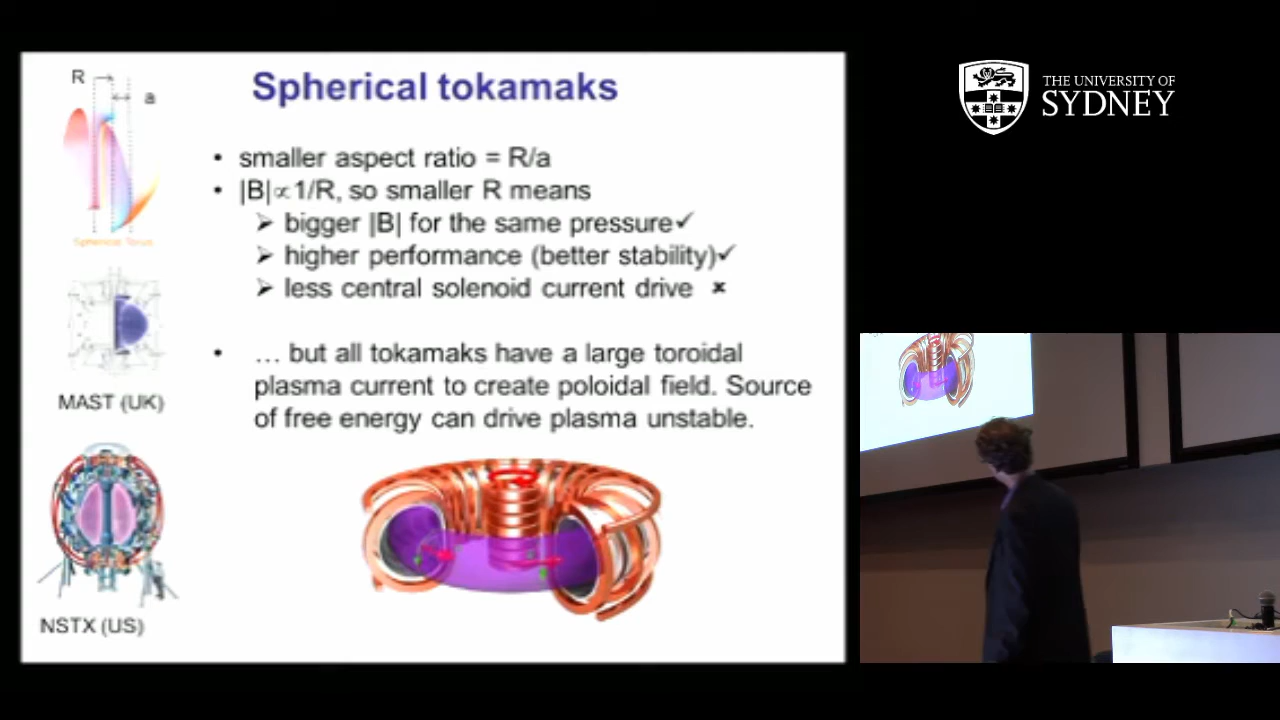 R
a
Spherical Torus
MAST (UK)
NSTX (US)
Spherical tokamaks
• smaller aspect ratio = R/a
• |B|∝1/R, so smaller R means
➢ bigger |B| for the same pressure✓
➢ higher performance (better stability)✓
➢ less central solenoid current drive ✖
• … but all tokamaks have a large toroidal
plasma current to create poloidal field. Source
of free energy can drive plasma unstable.
THE UNIVERSITY OF
SYDNEY